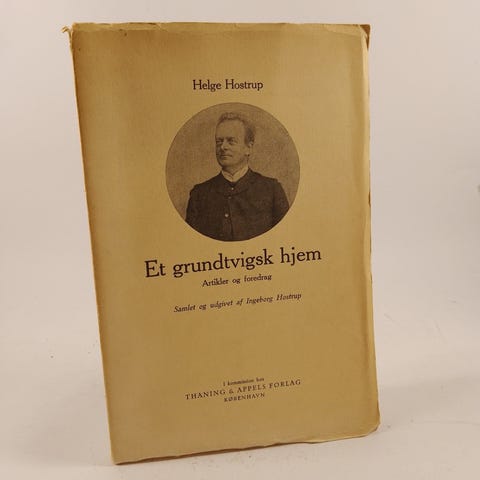 Helge Hostrup
Et grundtvigsk hjem
Artikler og foredrag
Samlet og udgivet af Ingeborg Hostrup
I kommission hos
THANING & APPELS FORLAG
KØBENHAVN